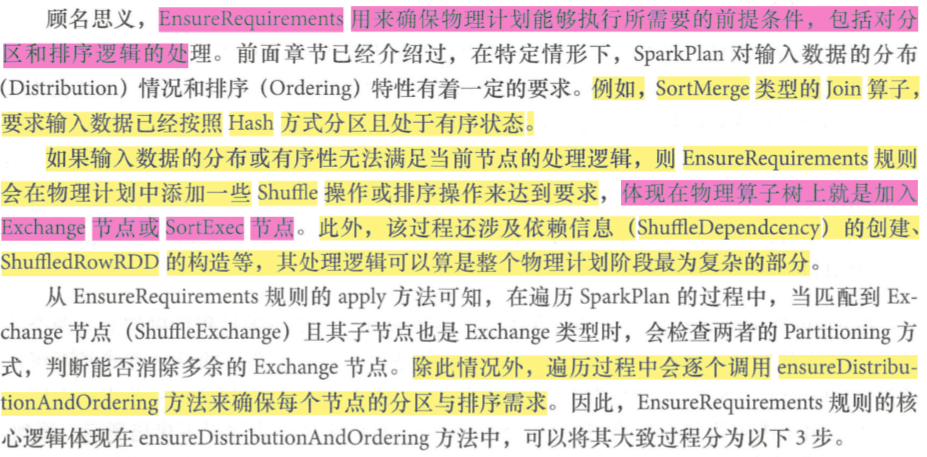 顾名思义，EnsureRequirements 用来确保物理计划能够执行所需要的前提条件，包括对分
区和排序逻辑的处理。前面章节已经介绍过，在特定情形下，SparkPlan 对输入数据的分布
（Distribution）情况和排序（Ordering）特性有着一定的要求。例如，SortMerge 类型的 Join 算子，
要求输入数据已经按照 Hash 方式分区且处于有序状态。
如果输入数据的分布或有序性无法满足当前节点的处理逻辑，则 EnsureRequirements 规则
会在物理计划中添加一些 Shuffle 操作或排序操作来达到要求，体现在物理算子树上就是加入
Exchange 节点或 SortExec 节点。此外，该过程还涉及依赖信息（ShuffleDependcency）的创建、
ShuffledRowRDD 的构造等，其处理逻辑可以算是整个物理计划阶段最为复杂的部分。
从 EnsureRequirements 规则的 apply 方法可知，在遍历 SparkPlan 的过程中，当匹配到 Ex-
change 节点（ShuffleExchange）且其子节点也是 Exchange 类型时，会检查两者的 Partitioning 方
式，判断能否消除多余的 Exchange 节点。除此情况外，遍历过程中会逐个调用 ensureDistribu-
tionAndOrdering 方法来确保每个节点的分区与排序需求。因此，EnsureRequirements 规则的核
心逻辑体现在 ensureDistributionAndOrdering 方法中，可以将其大致过程分为以下 3 步。